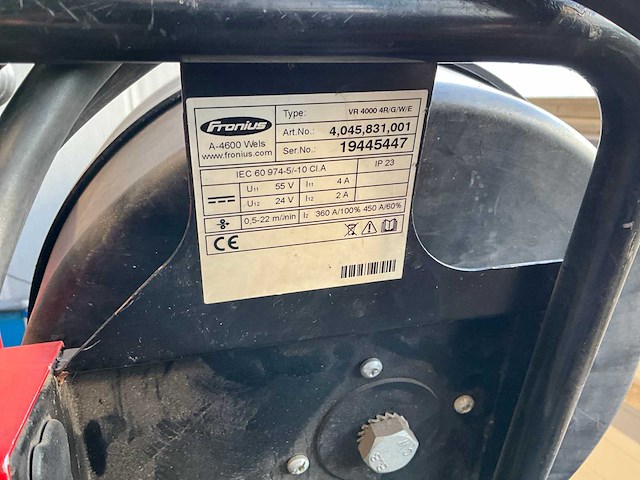 Fronius
A-4600 Wels
www.fronius.com
Type: VR 4000 4R/G/W/E
Art.No.: 4,045,831,001
Ser.No.: 19445447
IEC 60 974-5/-10 Cl.A IP 23
U11 55 V I11 4 A
U12 24 V I12 2 A
0,5-22 m/min I2 360 A/100% 450 A/60%
CE